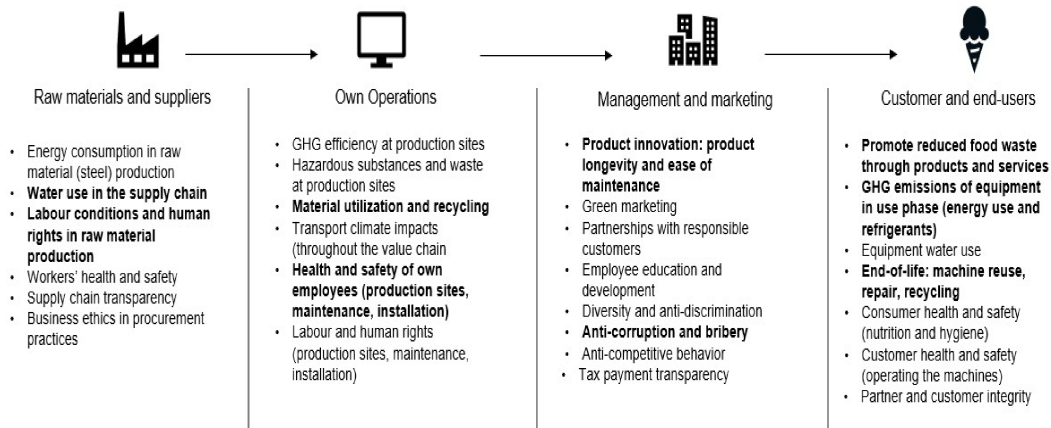 Raw materials and suppliers
• Energy consumption in raw
material (steel) production
• Water use in the supply chain
• Labour conditions and human
rights in raw material
production
• Workers' health and safety
• Supply chain transparency
• Business ethics in procurement
practices
Own Operations
• GHG efficiency at production sites
• Hazardous substances and waste
at production sites
• Material utilization and recycling
• Transport climate impacts
(throughout the value chain
• Health and safety of own
employees (production sites,
maintenance, installation)
• Labour and human rights
(production sites, maintenance,
installation)
Management and marketing
• Product innovation: product
longevity and ease of
maintenance
• Green marketing
• Partnerships with responsible
customers
• Employee education and
development
• Diversity and anti-discrimination
• Anti-corruption and bribery
• Anti-competitive behavior
• Tax payment transparency
Customer and end-users
• Promote reduced food waste
through products and services
• GHG emissions of equipment
in use phase (energy use and
refrigerants)
• Equipment water use
• End-of-life: machine reuse,
repair, recycling
• Consumer health and safety
(nutrition and hygiene)
• Customer health and safety
(operating the machines)
• Partner and customer integrity